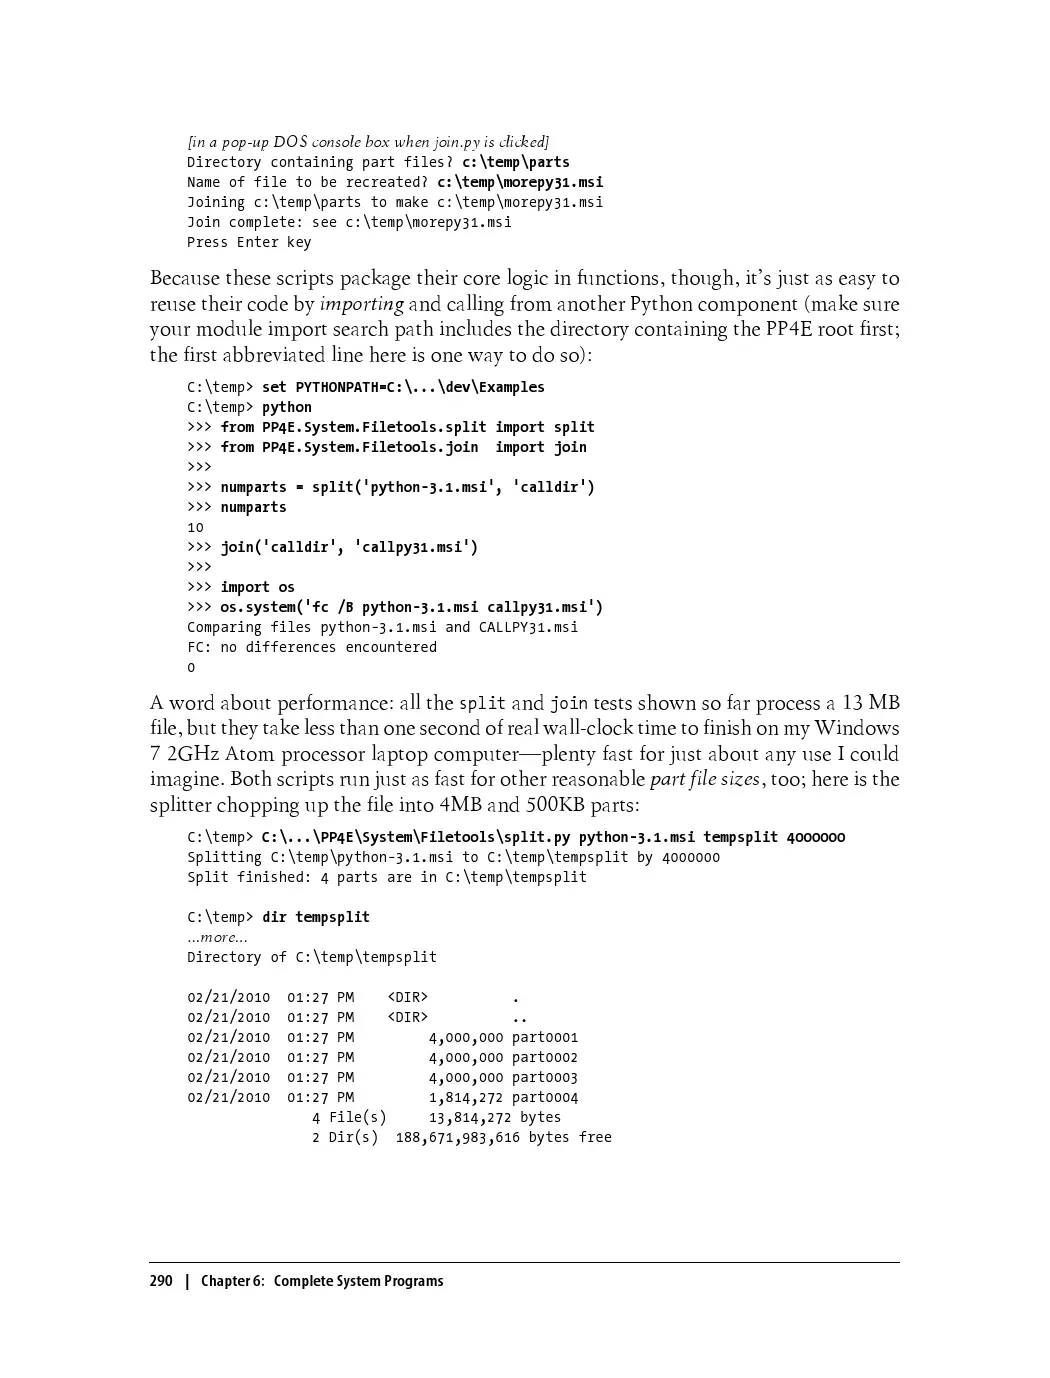 [in a pop-up DOS console box when join.py is clicked]
Directory containing part files? c:\temp\parts
Name of file to be recreated? c:\temp\morepy31.msi
Joining c:\temp\parts to make c:\temp\morepy31.msi
Join complete: see c:\temp\morepy31.msi
Press Enter key
Because these scripts package their core logic in functions, though, it's just as easy to
reuse their code by importing and calling from another Python component (make sure
your module import search path includes the directory containing the PP4E root first;
the first abbreviated line here is one way to do so):
C:\temp> set PYTHONPATH=C:\...\dev\Examples
C:\temp> python
>>> from PP4E.System.Filetools.split import split
>>> from PP4E.System.Filetools.join  import join
>>>
>>> numparts = split('python-3.1.msi', 'calldir')
>>> numparts
10
>>> join('calldir', 'callpy31.msi')
>>>
>>> import os
>>> os.system('fc /B python-3.1.msi callpy31.msi')
Comparing files python-3.1.msi and CALLPY31.msi
FC: no differences encountered
0
A word about performance: all the split and join tests shown so far process a 13 MB
file, but they take less than one second of real wall-clock time to finish on my Windows
7 2GHz Atom processor laptop computer—plenty fast for just about any use I could
imagine. Both scripts run just as fast for other reasonable part file sizes, too; here is the
splitter chopping up the file into 4MB and 500KB parts:
C:\temp> C:\...\PP4E\System\Filetools\split.py python-3.1.msi tempsplit 4000000
Splitting C:\temp\python-3.1.msi to C:\temp\tempsplit by 4000000
Split finished: 4 parts are in C:\temp\tempsplit
C:\temp> dir tempsplit
...more...
Directory of C:\temp\tempsplit
02/21/2010  01:27 PM    <DIR>          .
02/21/2010  01:27 PM    <DIR>          ..
02/21/2010  01:27 PM         4,000,000 part0001
02/21/2010  01:27 PM         4,000,000 part0002
02/21/2010  01:27 PM         4,000,000 part0003
02/21/2010  01:27 PM         1,814,272 part0004
4 File(s)     13,814,272 bytes
2 Dir(s)  188,671,983,616 bytes free
290 | Chapter 6: Complete System Programs